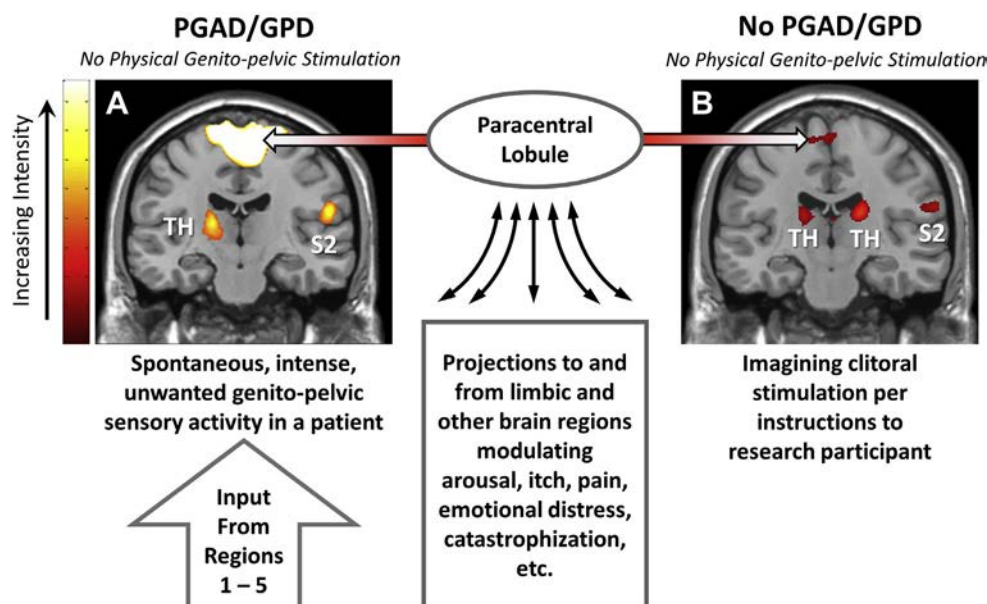 PGAD/GPD
No Physical Genito-pelvic Stimulation
Increasing Intensity
A
TH
S2
Spontaneous, intense,
unwanted genito-pelvic
sensory activity in a patient
Input
From
Regions
1 – 5
Paracentral
Lobule
Projections to and
from limbic and
other brain regions
modulating
arousal, itch, pain,
emotional distress,
catastrophization,
etc.
No PGAD/GPD
No Physical Genito-pelvic Stimulation
B
TH
TH
S2
Imagining clitoral
stimulation per
instructions to
research participant